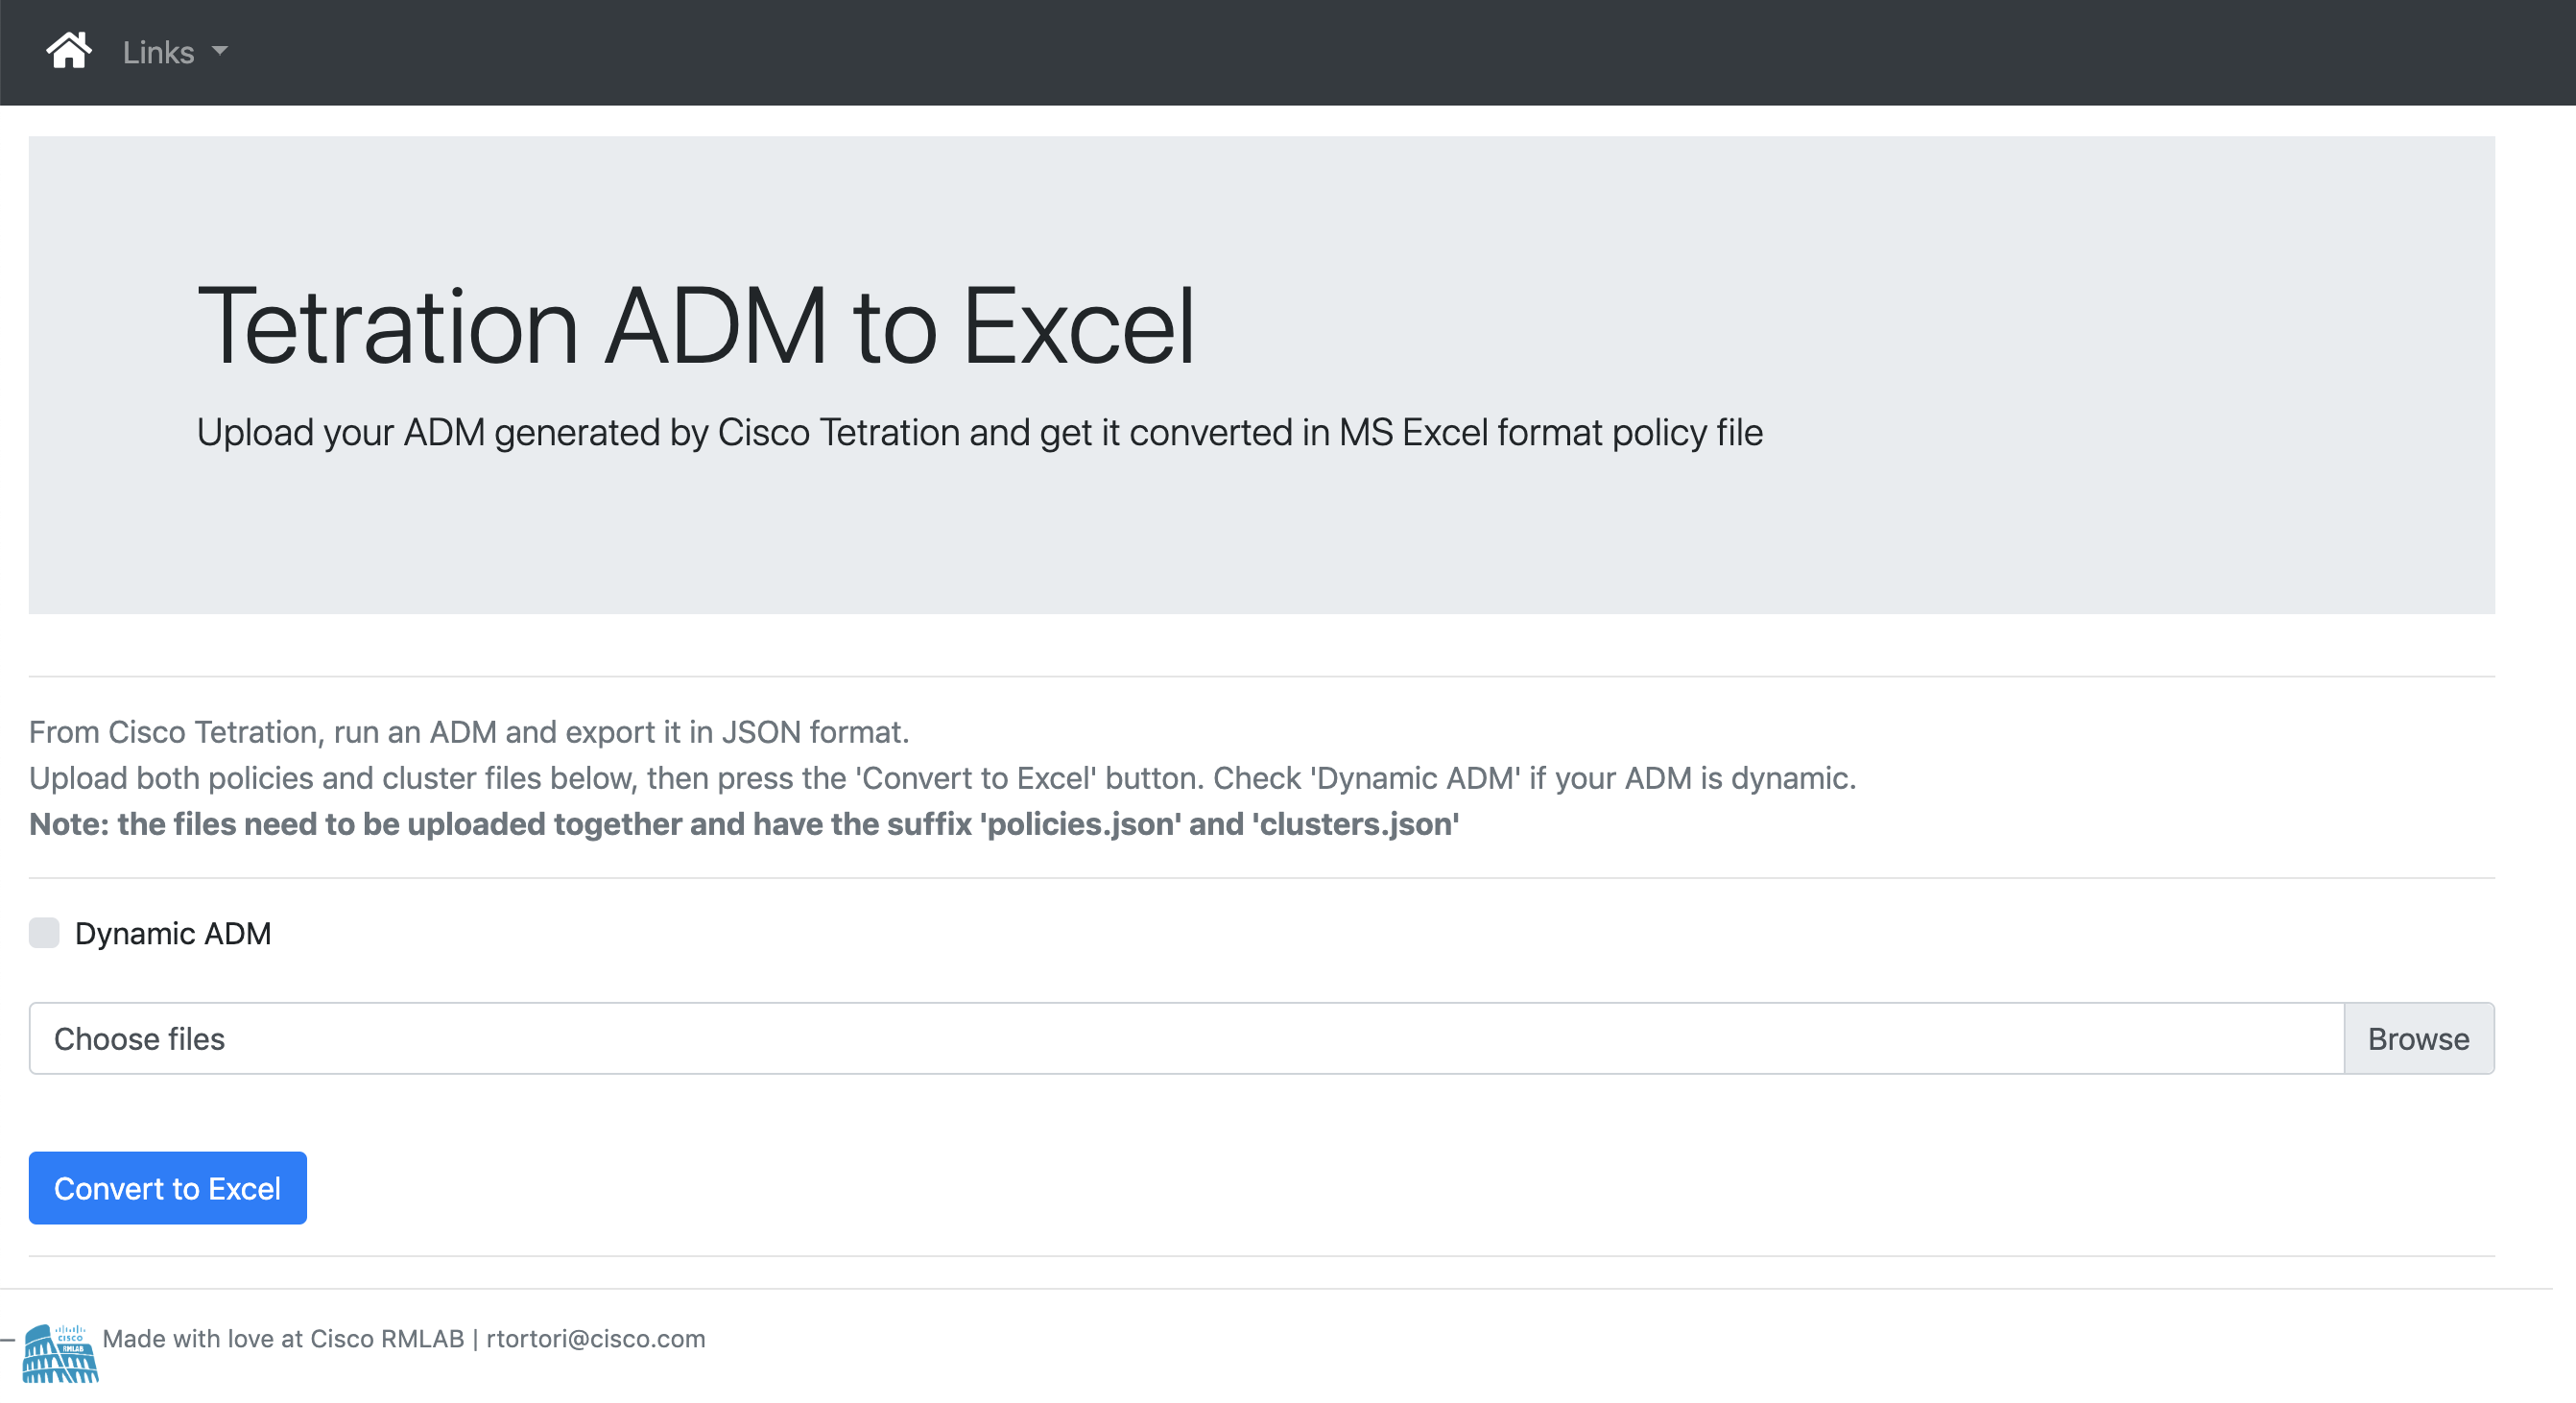 Links
Tetration ADM to Excel
Upload your ADM generated by Cisco Tetration and get it converted in MS Excel format policy file
From Cisco Tetration, run an ADM and export it in JSON format.
Upload both policies and cluster files below, then press the 'Convert to Excel' button. Check 'Dynamic ADM' if your ADM is dynamic.
Note: the files need to be uploaded together and have the suffix 'policies.json' and 'clusters.json'
Dynamic ADM
Choose files Browse
Convert to Excel
CISCO
RMLAB
Made with love at Cisco RMLAB | rtortori@cisco.com